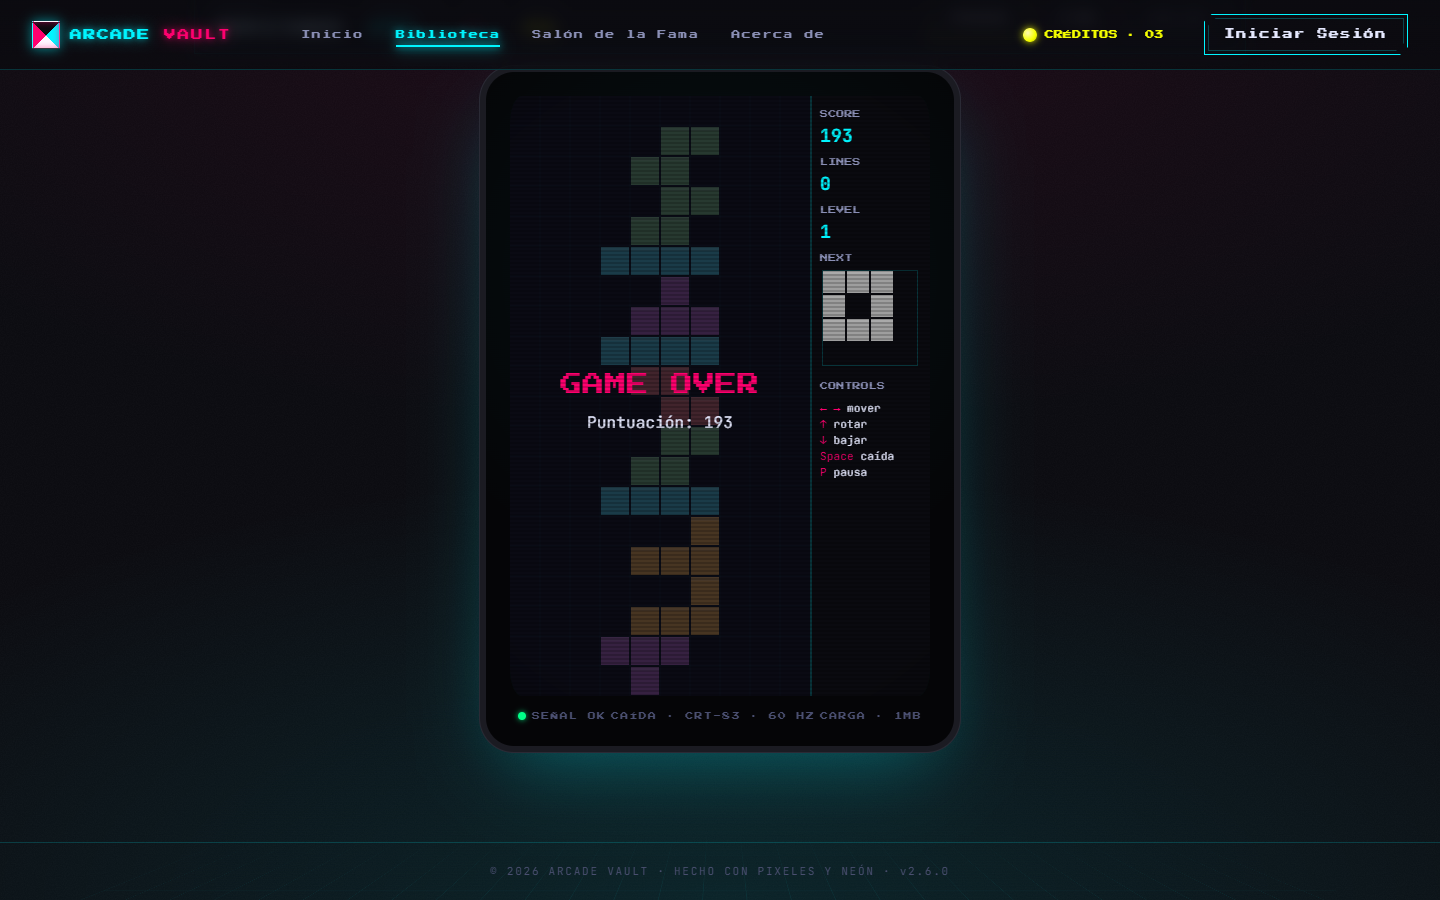 ARCADE VAULT
Inicio
Biblioteca
Salón de la Fama
Acerca de
CRéDITOS · 03
Iniciar Sesión
SCORE
193
LINES
0
LEVEL
1
NEXT
GAME OVER
Puntuación: 193
CONTROLS
← → mover
↑ rotar
↓ bajar
Space caída
P pausa
SEÑAL OK
CAíDA · CRT-83 · 60 HZ
CARGA · 1MB
© 2026 ARCADE VAULT · HECHO CON PIXELES Y NEÓN · v2.6.0